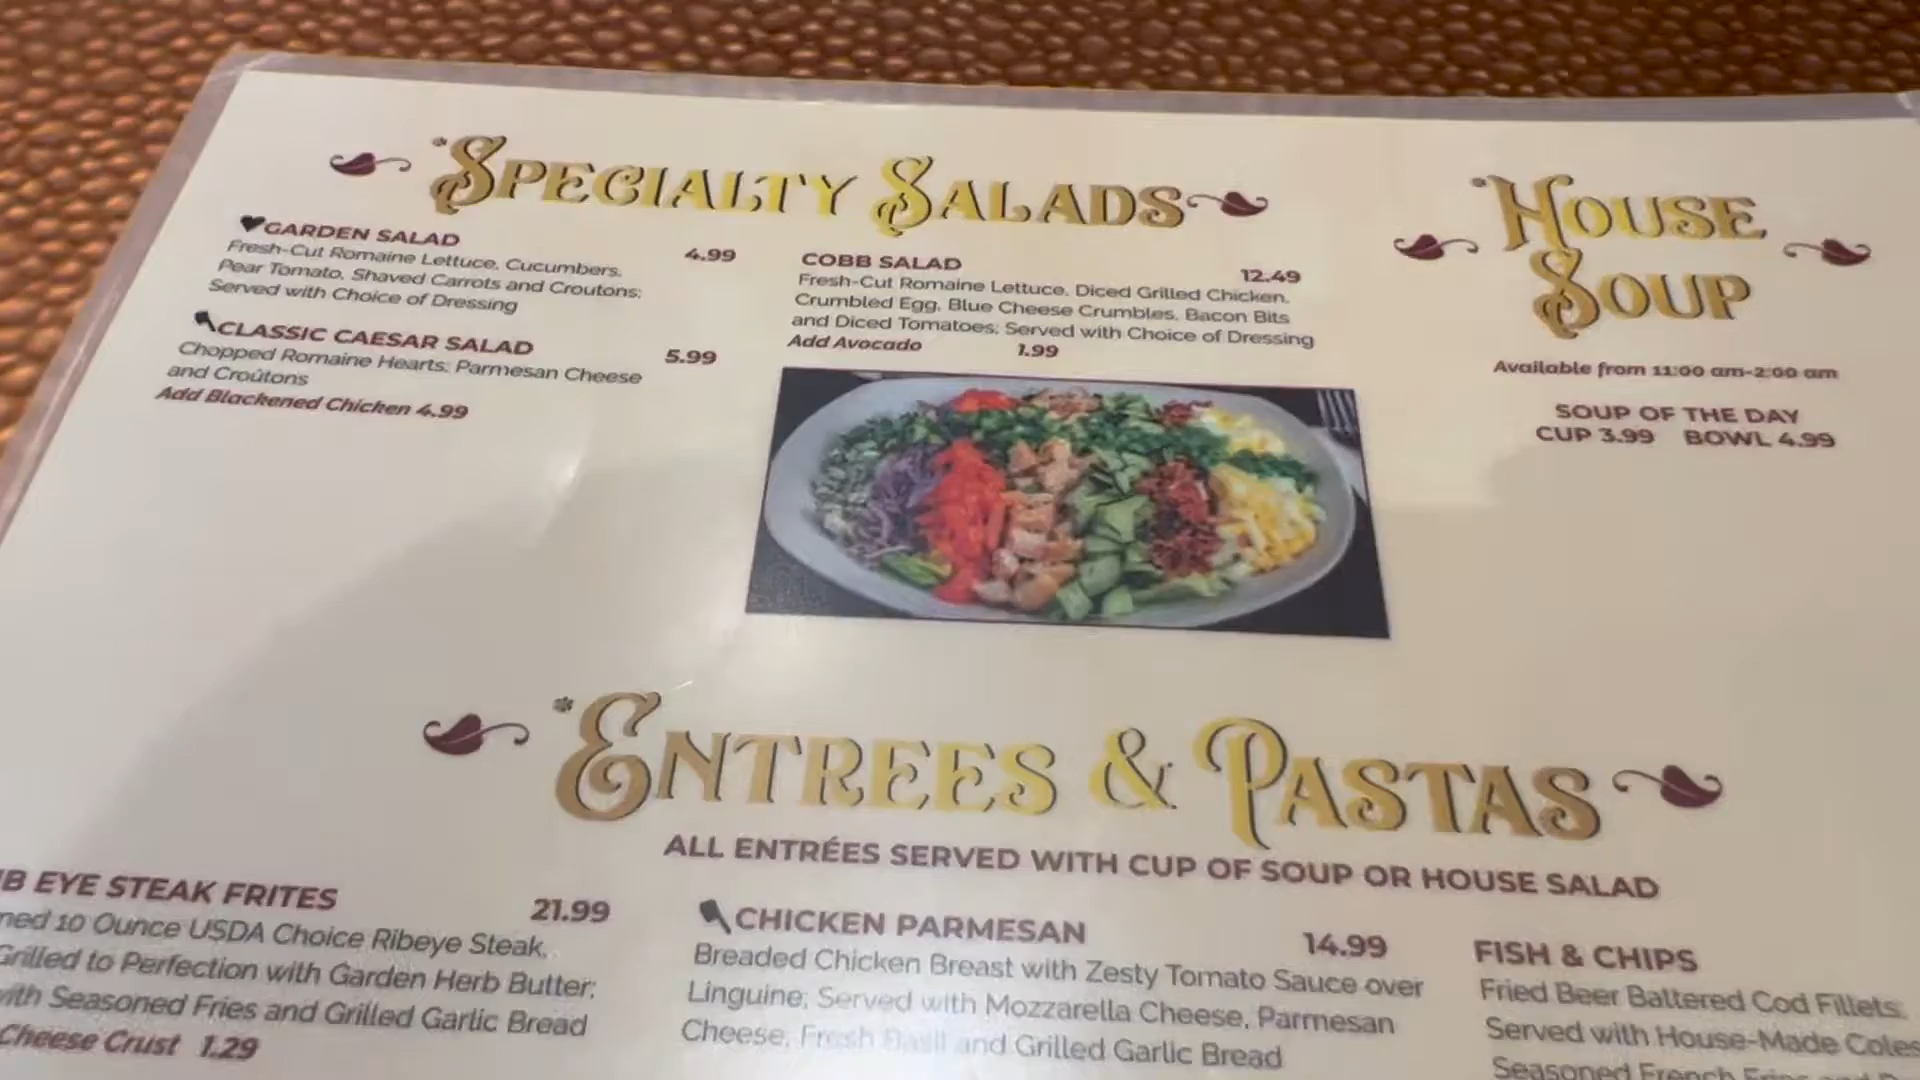 *SPECIALTY SALADS
GARDEN SALAD 4.99
Fresh-Cut Romaine Lettuce, Cucumbers,
Pear Tomato, Shaved Carrots and Croutons;
Served with Choice of Dressing
CLASSIC CAESAR SALAD 5.99
Chopped Romaine Hearts; Parmesan Cheese
and Croûtons
Add Blackened Chicken 4.99
COBB SALAD 12.49
Fresh-Cut Romaine Lettuce, Diced Grilled Chicken,
Crumbled Egg, Blue Cheese Crumbles, Bacon Bits
and Diced Tomatoes; Served with Choice of Dressing
Add Avocado 1.99
*HOUSE
SOUP
Available from 11:00 am-2:00 am
SOUP OF THE DAY
CUP 3.99 BOWL 4.99
*ENTREES & PASTAS
ALL ENTRÉES SERVED WITH CUP OF SOUP OR HOUSE SALAD
EYE STEAK FRITES 21.99
10 Ounce USDA Choice Ribeye Steak,
Grilled to Perfection with Garden Herb Butter;
with Seasoned Fries and Grilled Garlic Bread
Cheese Crust 1.29
CHICKEN PARMESAN 14.99
Breaded Chicken Breast with Zesty Tomato Sauce over
Linguine; Served with Mozzarella Cheese, Parmesan
Cheese, Fresh Basil and Grilled Garlic Bread
FISH & CHIPS
Fried Beer Battered Cod Fillets,
Served with House-Made Coles
Seasoned French Fries and